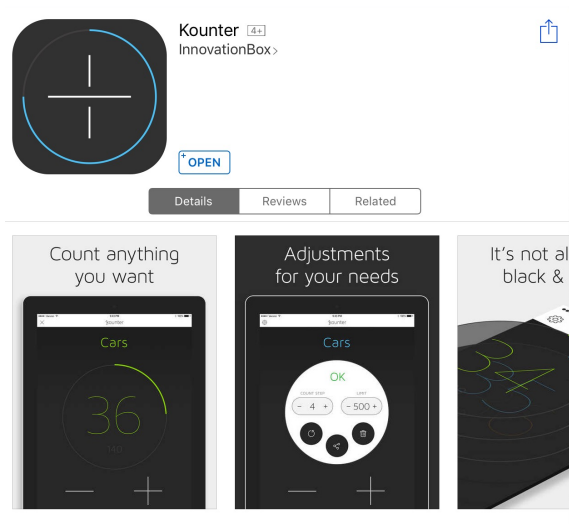 Kounter 4+
InnovationBox >
+ OPEN
Details Reviews Related
Count anything
you want
kounter
Cars
36
140
Adjustments
for your needs
kounter
Cars
OK
COUNT STEP LIMIT
- 4 + - 500 +
It's not al
black &